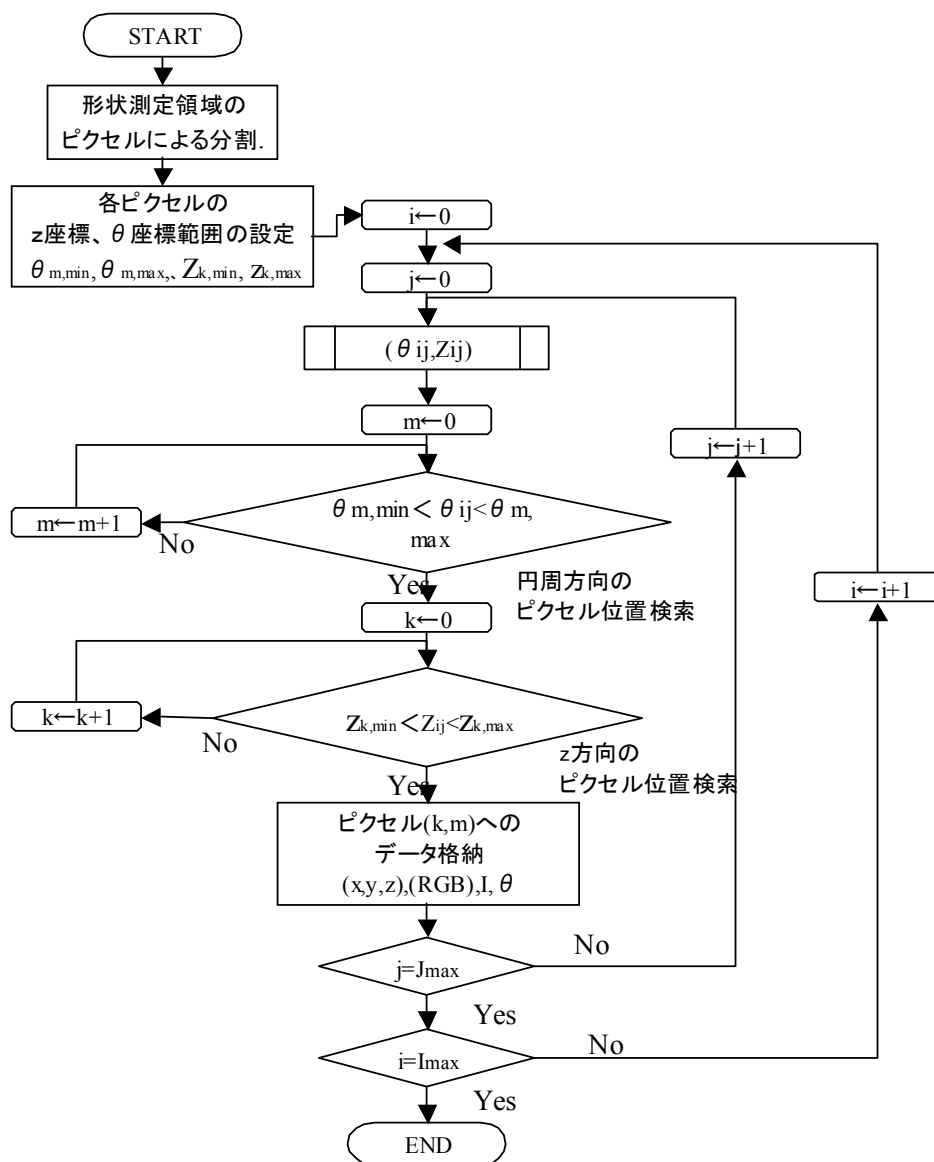 START
形状測定領域の
ピクセルによる分割.
各ピクセルの
z座標、θ座標範囲の設定
θm,min, θm,max,、Zk,min, zk,max
i←0
j←0
(θij,Zij)
m←0
j←j+1
θm,min＜θij<θm,
max
m←m+1
No
Yes
円周方向の
ピクセル位置検索
i←i+1
k←0
Zk,min＜Zij<Zk,max
k←k+1
No
z方向の
ピクセル位置検索
Yes
ピクセル(k,m)への
データ格納
(x,y,z),(RGB),I,θ
No
j=Jmax
Yes
No
i=Imax
Yes
END